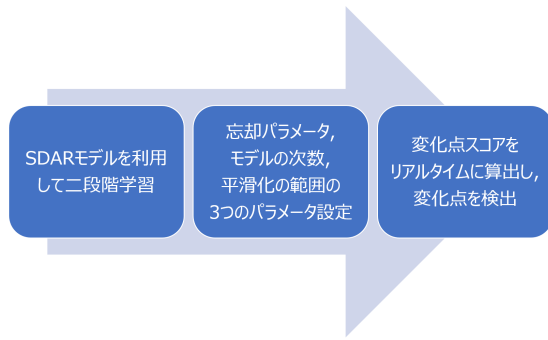 SDARモデルを利用
して二段階学習
忘却パラメータ,
モデルの次数,
平滑化の範囲の
3つのパラメータ設定
変化点スコアを
リアルタイムに算出し,
変化点を検出